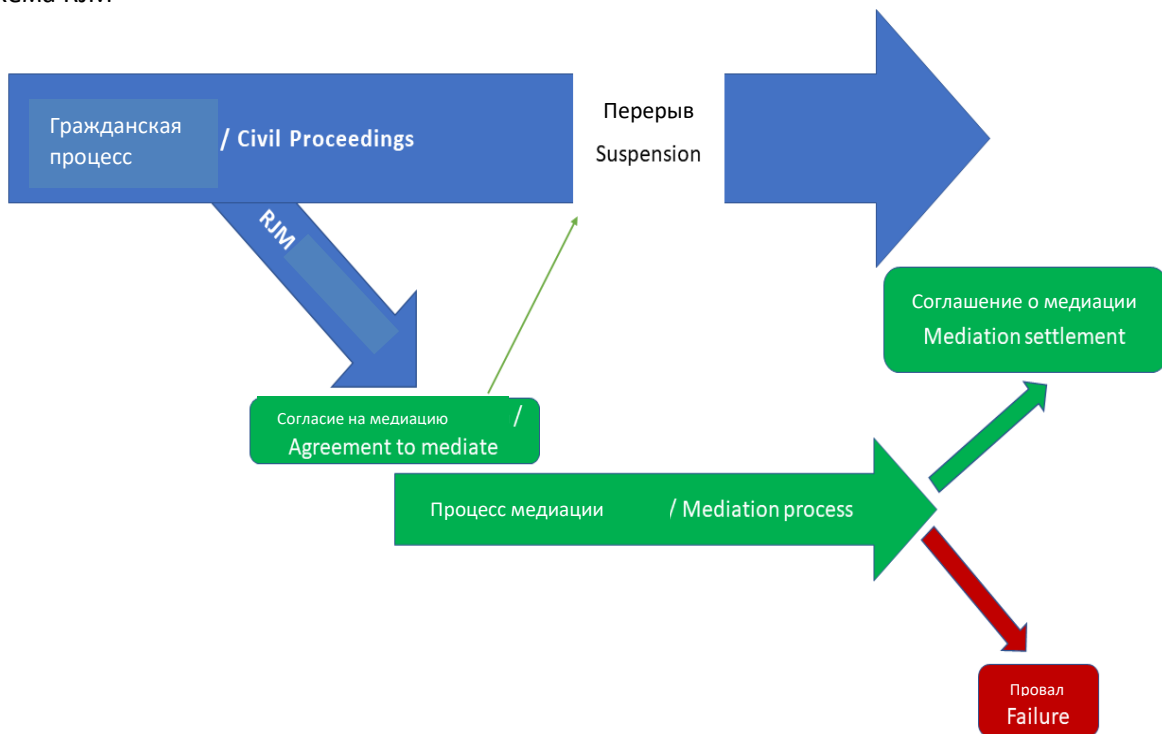 Перерыв
Suspension
Гражданская
процесс
/ Civil Proceedings
RJM
Соглашение о медиации
Mediation settlement
Согласие на медиацию /
Agreement to mediate
Процесс медиации / Mediation process
Провал
Failure